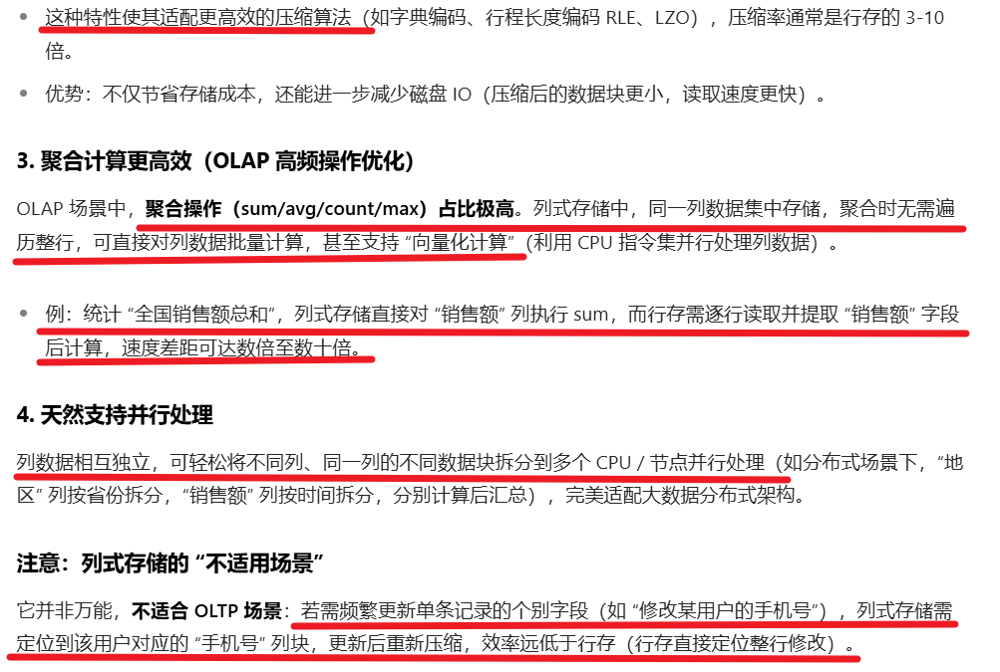 这种特性使其适配更高效的压缩算法（如字典编码、行程长度编码 RLE、LZO），压缩率通常是行存的 3-10
倍。
优势：不仅节省存储成本，还能进一步减少磁盘 IO（压缩后的数据块更小，读取速度更快）。
3. 聚合计算更高效（OLAP 高频操作优化）
OLAP 场景中，聚合操作（sum/avg/count/max）占比极高。列式存储中，同一列数据集中存储，聚合时无需遍
历整行，可直接对列数据批量计算，甚至支持 “向量化计算”（利用 CPU 指令集并行处理列数据）。
例：统计 “全国销售额总和”，列式存储直接对 “销售额” 列执行 sum，而行存需逐行读取并提取 “销售额” 字段
后计算，速度差距可达数倍至数十倍。
4. 天然支持并行处理
列数据相互独立，可轻松将不同列、同一列的不同数据块拆分到多个 CPU / 节点并行处理（如分布式场景下，“地
区” 列按省份拆分，“销售额” 列按时间拆分，分别计算后汇总），完美适配大数据分布式架构。
注意：列式存储的 “不适用场景”
它并非万能，不适合 OLTP 场景：若需频繁更新单条记录的个别字段（如 “修改某用户的手机号”），列式存储需
定位到该用户对应的 “手机号” 列块，更新后重新压缩，效率远低于行存（行存直接定位整行修改）。